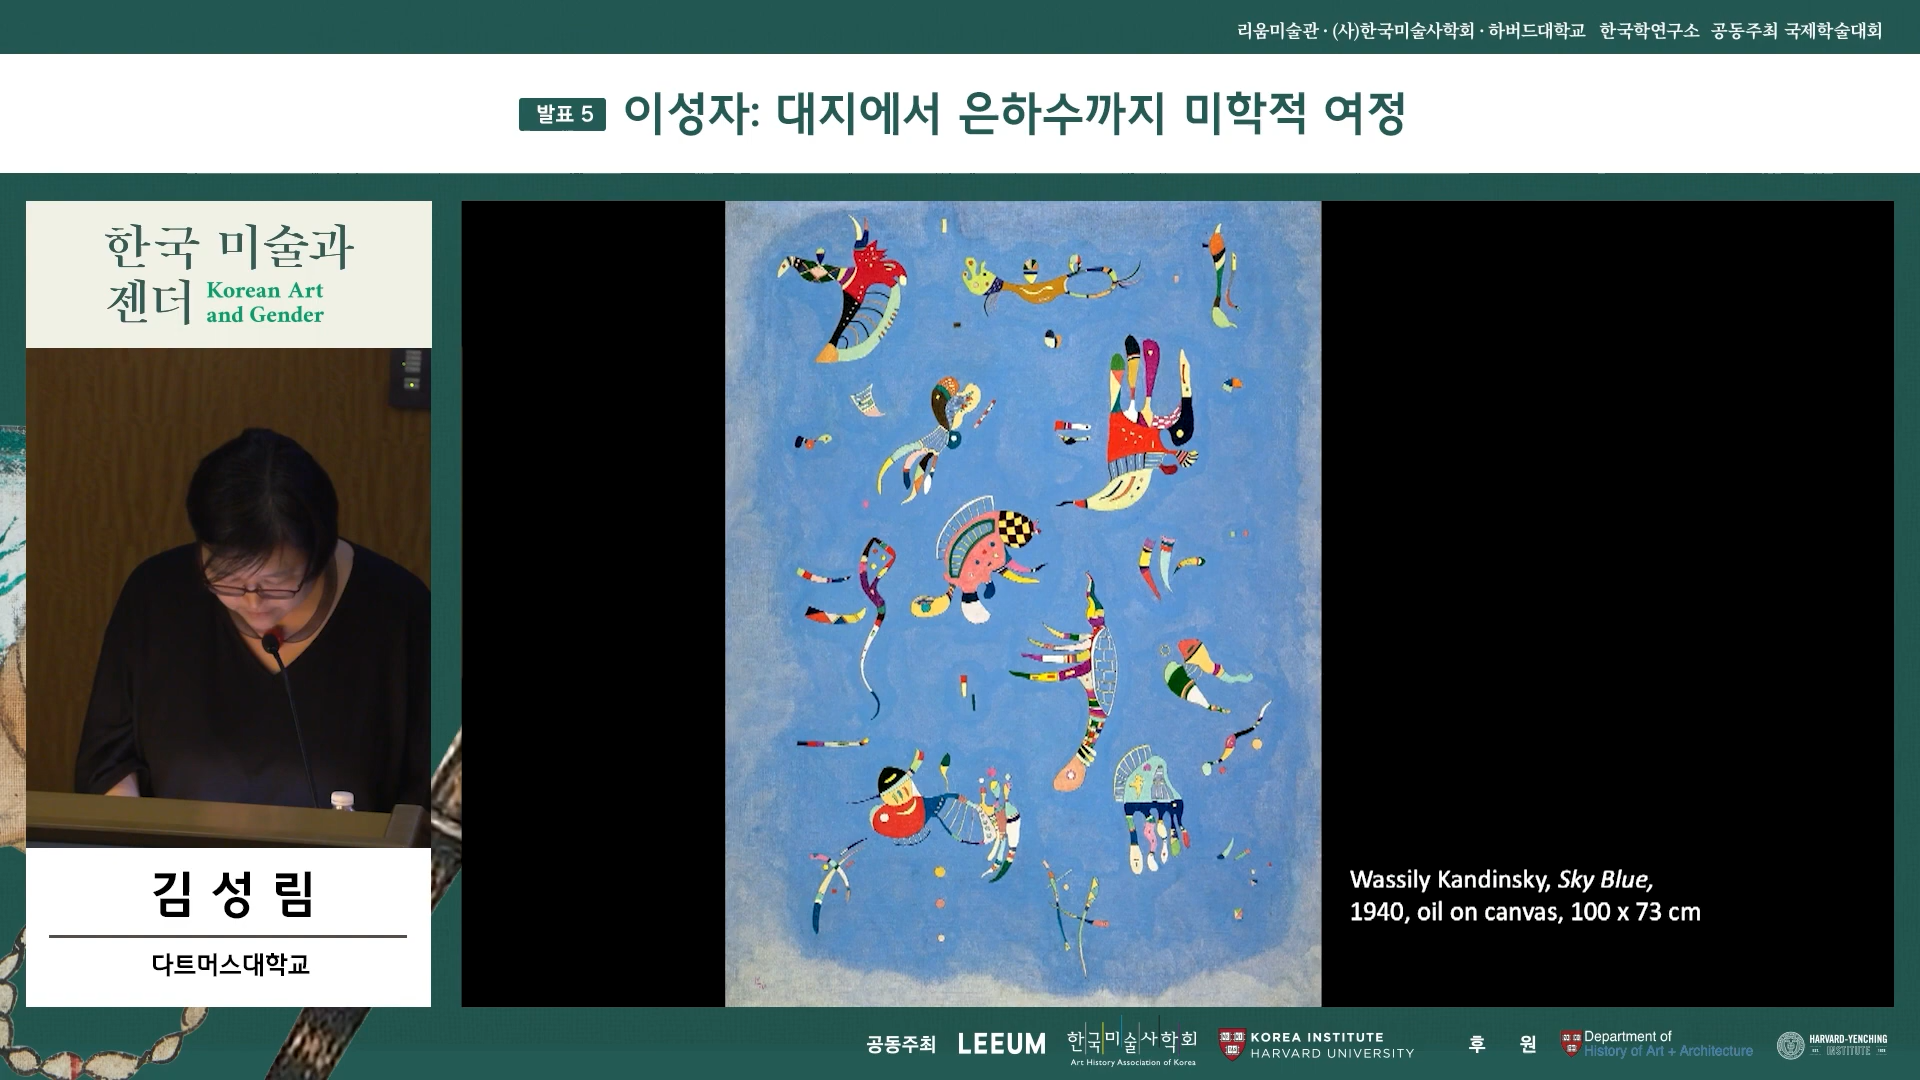 리움미술관 · (사)한국미술사학회 · 하버드대학교 한국학연구소 공동주최 국제학술대회
발표 5 이성자: 대지에서 은하수까지 미학적 여정
한국 미술과
젠더 Korean Art
and Gender
Wassily Kandinsky, Sky Blue,
1940, oil on canvas, 100 x 73 cm
김성림
다트머스대학교
공동주최 LEEUM 한국미술사학회 Art History Association of Korea KOREA INSTITUTE HARVARD UNIVERSITY 후 원 Department of History of Art + Architecture HARVARD-YENCHING INSTITUTE